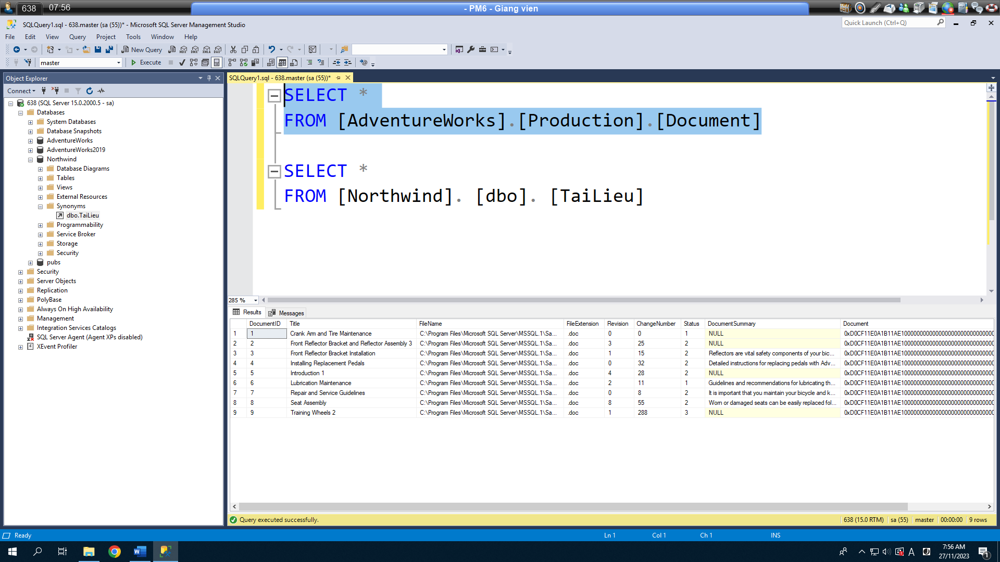 638 07:56 - PM6 - Giang vien
SQLQuery1.sql - 638.master (sa (55))* - Microsoft SQL Server Management Studio
Quick Launch (Ctrl+Q)
File Edit View Query Project Tools Window Help
New Query
master Execute
Object Explorer
Connect
638 (SQL Server 15.0.2000.5 - sa)
Databases
System Databases
Database Snapshots
AdventureWorks
AdventureWorks2019
Northwind
Database Diagrams
Tables
Views
External Resources
Synonyms
dbo.TaiLieu
Programmability
Service Broker
Storage
Security
pubs
Security
Server Objects
Replication
PolyBase
Always On High Availability
Management
Integration Services Catalogs
SQL Server Agent (Agent XPs disabled)
XEvent Profiler
SQLQuery1.sql - 638.master (sa (55))*
SELECT *
FROM [AdventureWorks].[Production].[Document]
SELECT *
FROM [Northwind]. [dbo]. [TaiLieu]
285 %
Results Messages
DocumentID Title FileName FileExtension Revision ChangeNumber Status DocumentSummary Document
1 1 Crank Arm and Tire Maintenance C:\Program Files\Microsoft SQL Server\MSSQL.1\Sa... .doc 0 0 1 NULL
2 2 Front Reflector Bracket and Reflector Assembly 3 C:\Program Files\Microsoft SQL Server\MSSQL.1\Sa... .doc 3 25 2 NULL
3 3 Front Reflector Bracket Installation C:\Program Files\Microsoft SQL Server\MSSQL.1\Sa... .doc 1 15 2 Reflectors are vital safety components of your bic...
4 4 Installing Replacement Pedals C:\Program Files\Microsoft SQL Server\MSSQL.1\Sa... .doc 0 32 2 Detailed instructions for replacing pedals with Adv...
5 5 Introduction 1 C:\Program Files\Microsoft SQL Server\MSSQL.1\Sa... .doc 4 28 2 NULL
6 6 Lubrication Maintenance C:\Program Files\Microsoft SQL Server\MSSQL.1\Sa... .doc 2 11 1 Guidelines and recommendations for lubricating th...
7 7 Repair and Service Guidelines C:\Program Files\Microsoft SQL Server\MSSQL.1\Sa... .doc 0 8 2 It is important that you maintain your bicycle and k...
8 8 Seat Assembly C:\Program Files\Microsoft SQL Server\MSSQL.1\Sa... .doc 8 55 2 Worn or damaged seats can be easily replaced fol...
9 9 Training Wheels 2 C:\Program Files\Microsoft SQL Server\MSSQL.1\Sa... .doc 1 288 3 NULL
Query executed successfully. 638 (15.0 RTM) sa (55) master 00:00:00 9 rows
Ready Ln 1 Col 1 Ch 1 INS
7:56 AM
27/11/2023